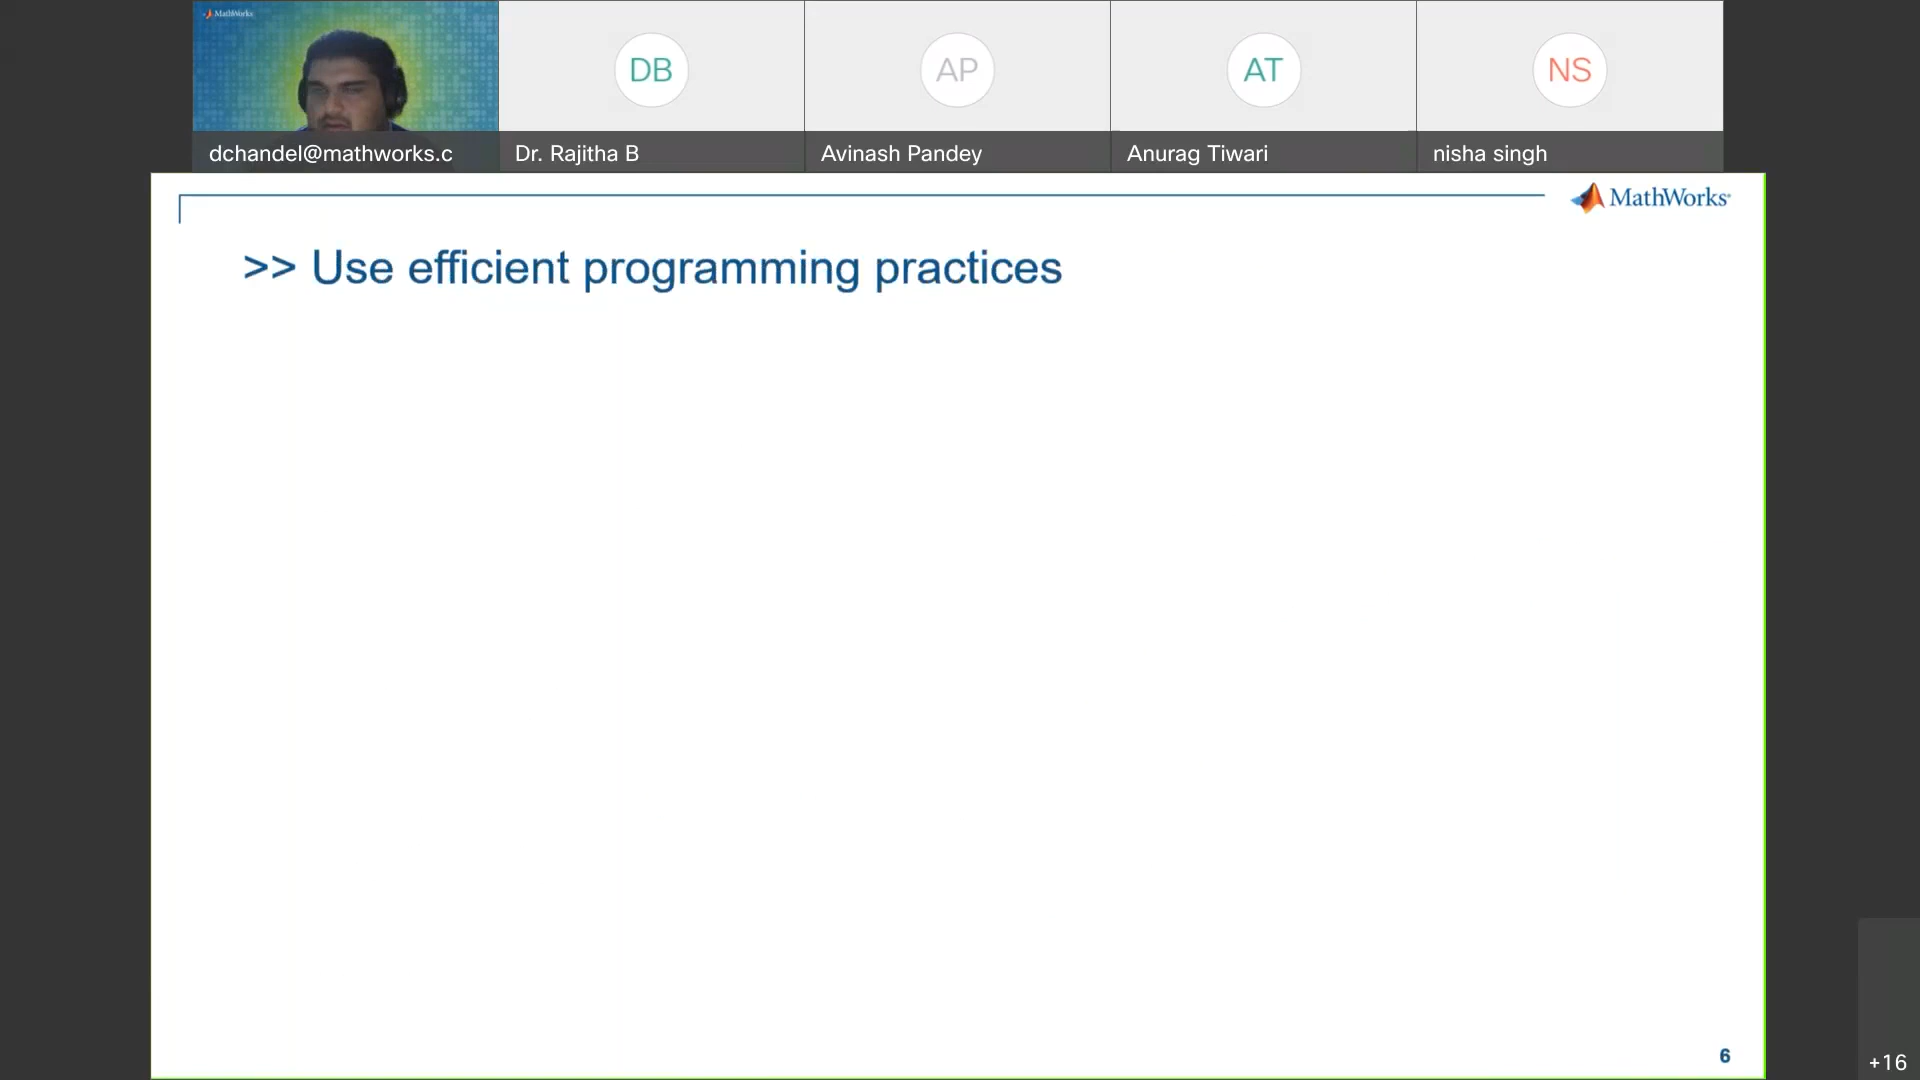 MathWorks
DB
AP
AT
NS
dchandel@mathworks.c
Dr. Rajitha B
Avinash Pandey
Anurag Tiwari
nisha singh
MathWorks®
>> Use efficient programming practices
6
+16